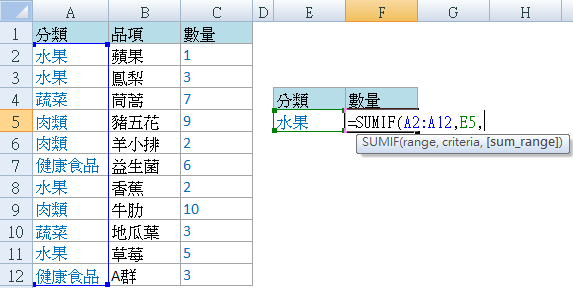 A B C D E F G H
1 分類 品項 數量
2 水果 蘋果 1
3 水果 鳳梨 3
4 蔬菜 茼蒿 7 分類 數量
5 肉類 豬五花 9 水果 =SUMIF(A2:A12,E5,
6 肉類 羊小排 2 SUMIF(range, criteria, [sum_range])
7 健康食品 益生菌 6
8 水果 香蕉 2
9 肉類 牛肋 10
10 蔬菜 地瓜葉 3
11 水果 草莓 5
12 健康食品 A群 3